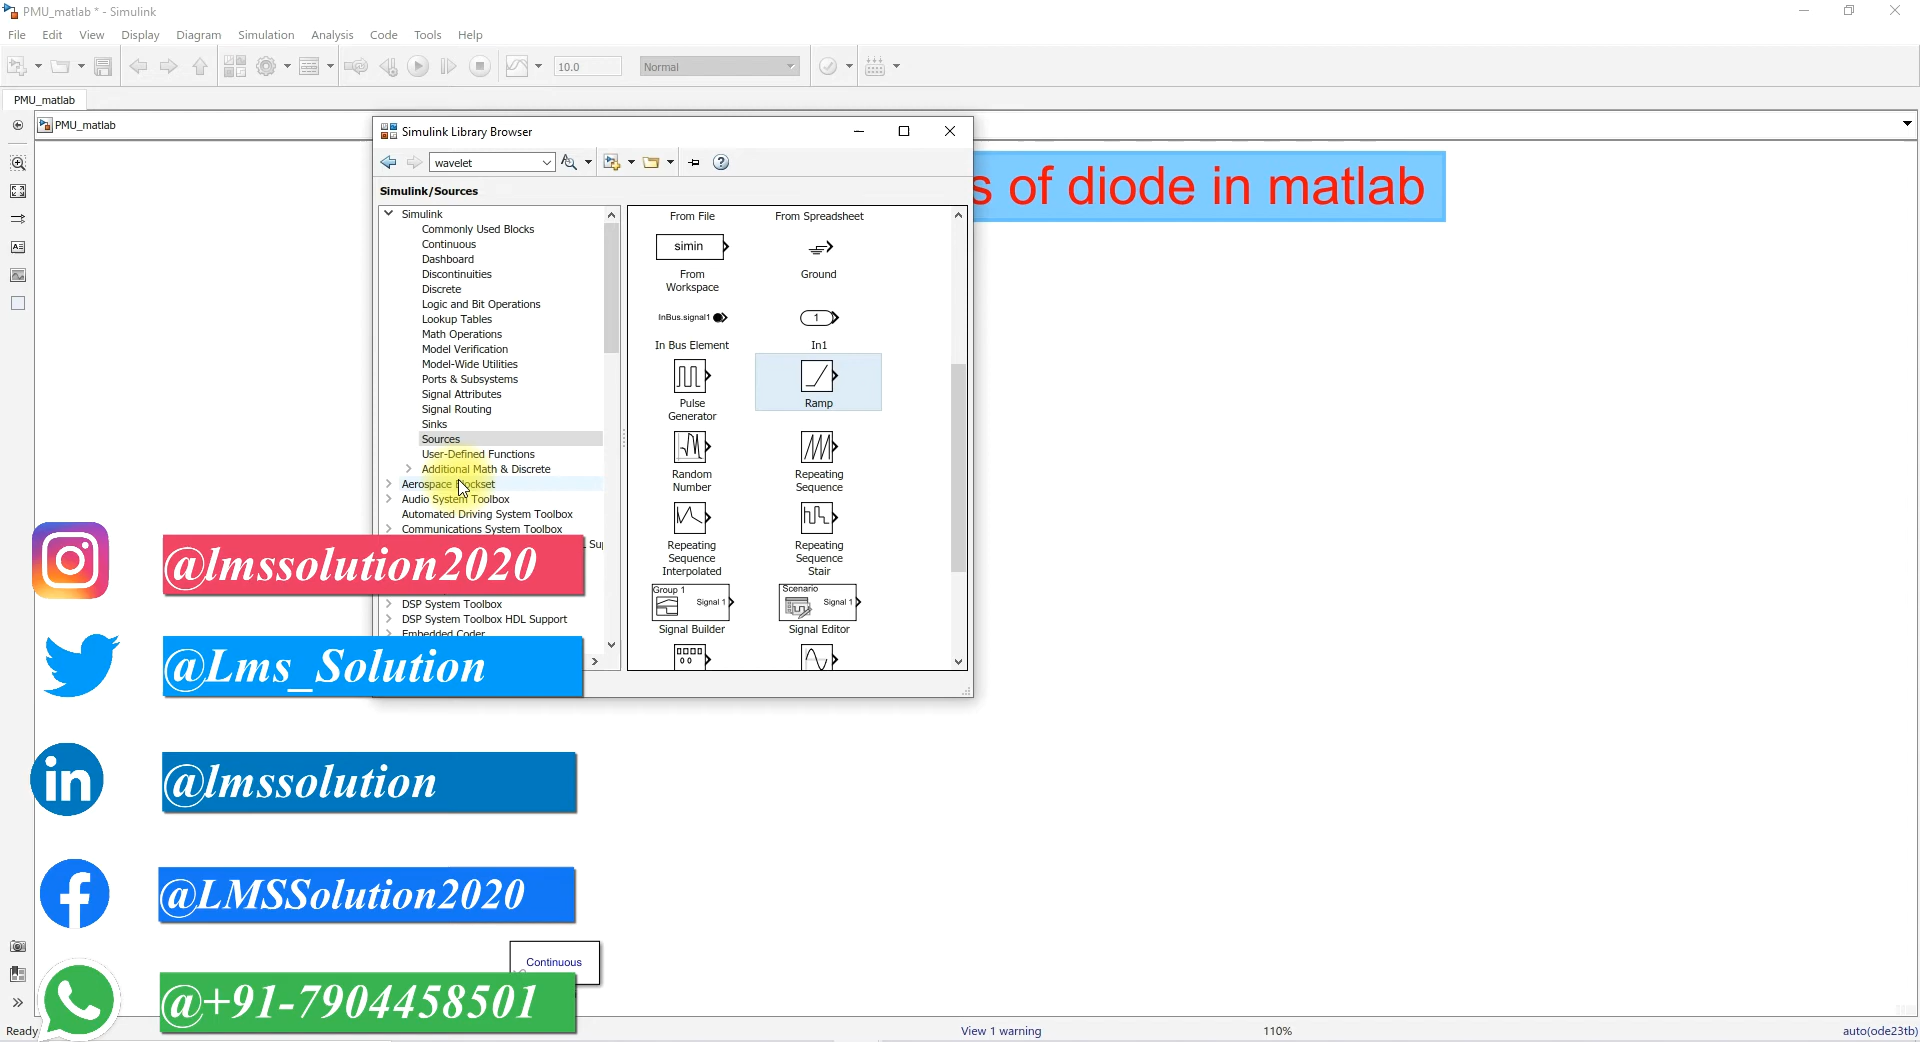 PMU_matlab * - Simulink
File Edit View Display Diagram Simulation Analysis Code Tools Help
10.0
Normal
PMU_matlab
PMU_matlab
Simulink Library Browser
wavelet
Simulink/Sources
s of diode in matlab
Simulink
Commonly Used Blocks
Continuous
Dashboard
Discontinuities
Discrete
Logic and Bit Operations
Lookup Tables
Math Operations
Model Verification
Model-Wide Utilities
Ports & Subsystems
Signal Attributes
Signal Routing
Sinks
Sources
User-Defined Functions
Additional Math & Discrete
Aerospace Blockset
Audio System Toolbox
Automated Driving System Toolbox
Communications System Toolbox
Su
DSP System Toolbox
DSP System Toolbox HDL Support
Embedded Coder
From File
From Spreadsheet
simin
From
Workspace
Ground
InBus.signal1
In Bus Element
1
In1
Pulse
Generator
Ramp
Random
Number
Repeating
Sequence
Repeating
Sequence
Interpolated
Repeating
Sequence
Stair
Group 1
Signal 1
Signal Builder
Scenario
Signal 1
Signal Editor
@lmssolution2020
@Lms_Solution
in
@lmssolution
@LMSSolution2020
Continuous
@+91-7904458501
Ready
View 1 warning
110%
auto(ode23tb)